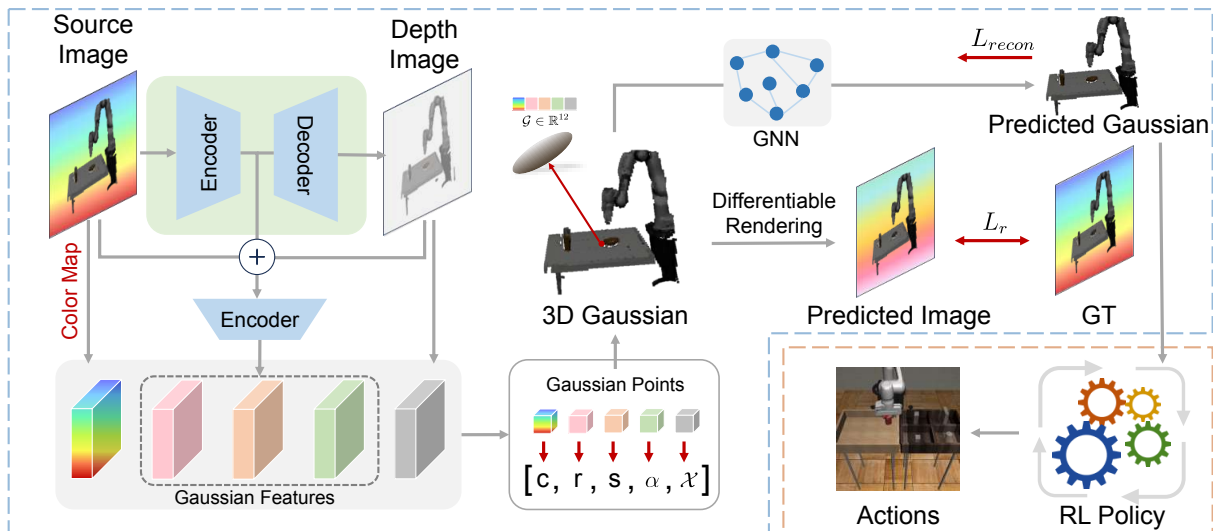 Source
Image
Depth
Image
Encoder
Decoder
Color Map
+
Encoder
Gaussian Features
Gaussian Points
[c, r, s, α, 𝒳]
𝒢 ∈ ℝ¹²
3D Gaussian
GNN
L_recon
Predicted Gaussian
Differentiable
Rendering
Predicted Image
L_r
GT
Actions
RL Policy